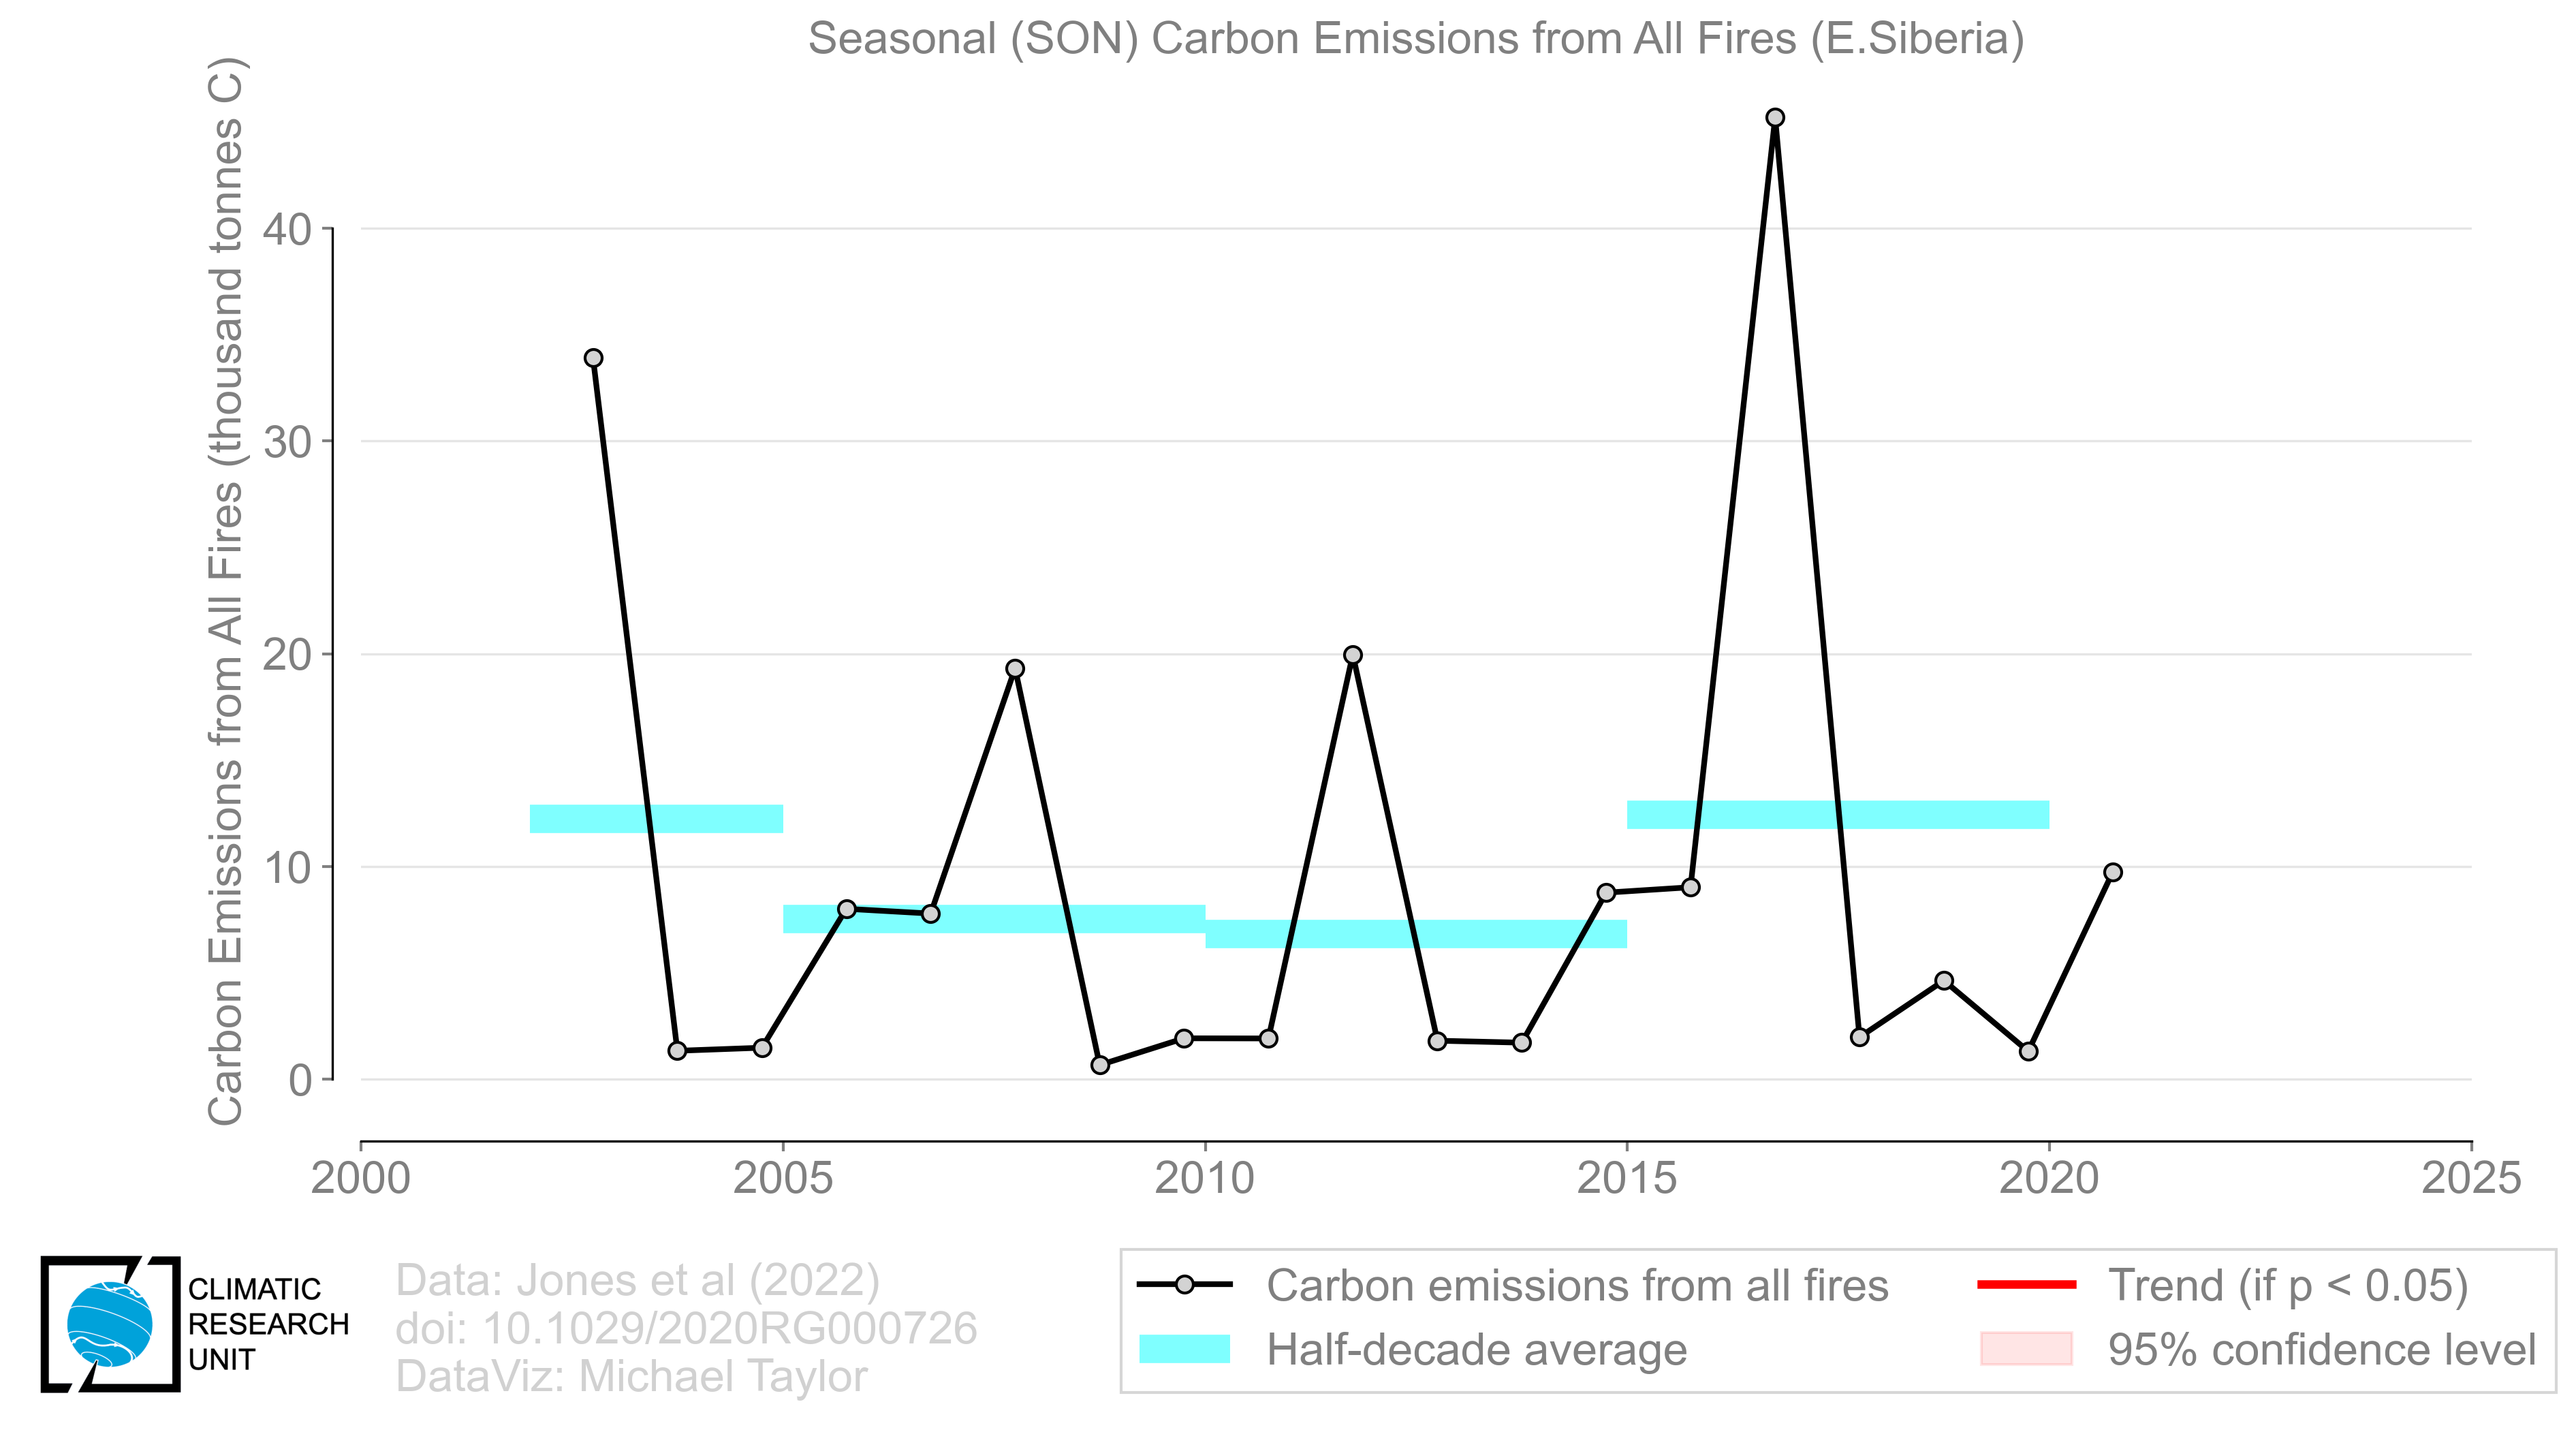 Seasonal (SON) Carbon Emissions from All Fires (E.Siberia)
Carbon Emissions from All Fires (thousand tonnes C)
40
30
20
10
0
2000 2005 2010 2015 2020 2025
CLIMATIC
RESEARCH
UNIT
Data: Jones et al (2022)
doi: 10.1029/2020RG000726
DataViz: Michael Taylor
Carbon emissions from all fires
Half-decade average
Trend (if p < 0.05)
95% confidence level